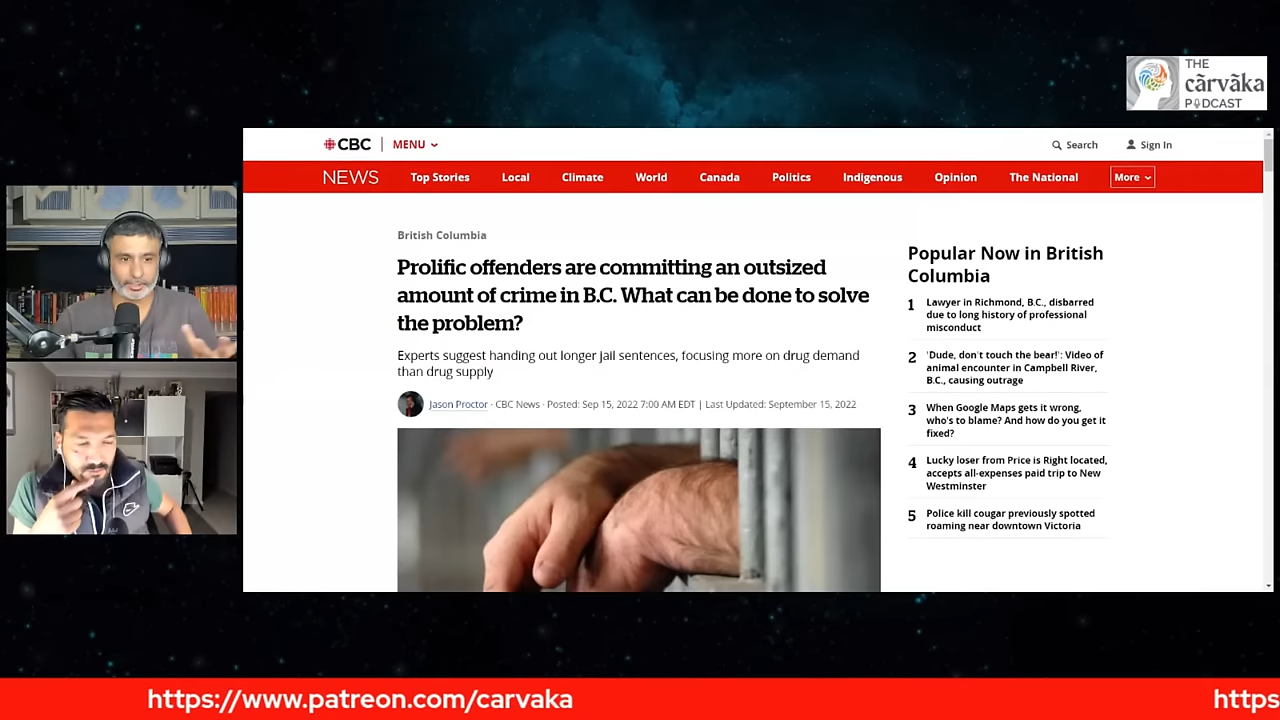 THE
cārvāka
PODCAST
CBC
MENU
Search
Sign In
NEWS
Top Stories
Local
Climate
World
Canada
Politics
Indigenous
Opinion
The National
More
British Columbia
Prolific offenders are committing an outsized
amount of crime in B.C. What can be done to solve
the problem?
Experts suggest handing out longer jail sentences, focusing more on drug demand
than drug supply
Jason Proctor · CBC News · Posted: Sep 15, 2022 7:00 AM EDT | Last Updated: September 15, 2022
Popular Now in British
Columbia
1 Lawyer in Richmond, B.C., disbarred
due to long history of professional
misconduct
2 'Dude, don't touch the bear!': Video of
animal encounter in Campbell River,
B.C., causing outrage
3 When Google Maps gets it wrong,
who's to blame? And how do you get it
fixed?
4 Lucky loser from Price is Right located,
accepts all-expenses paid trip to New
Westminster
5 Police kill cougar previously spotted
roaming near downtown Victoria
https://www.patreon.com/carvaka
https